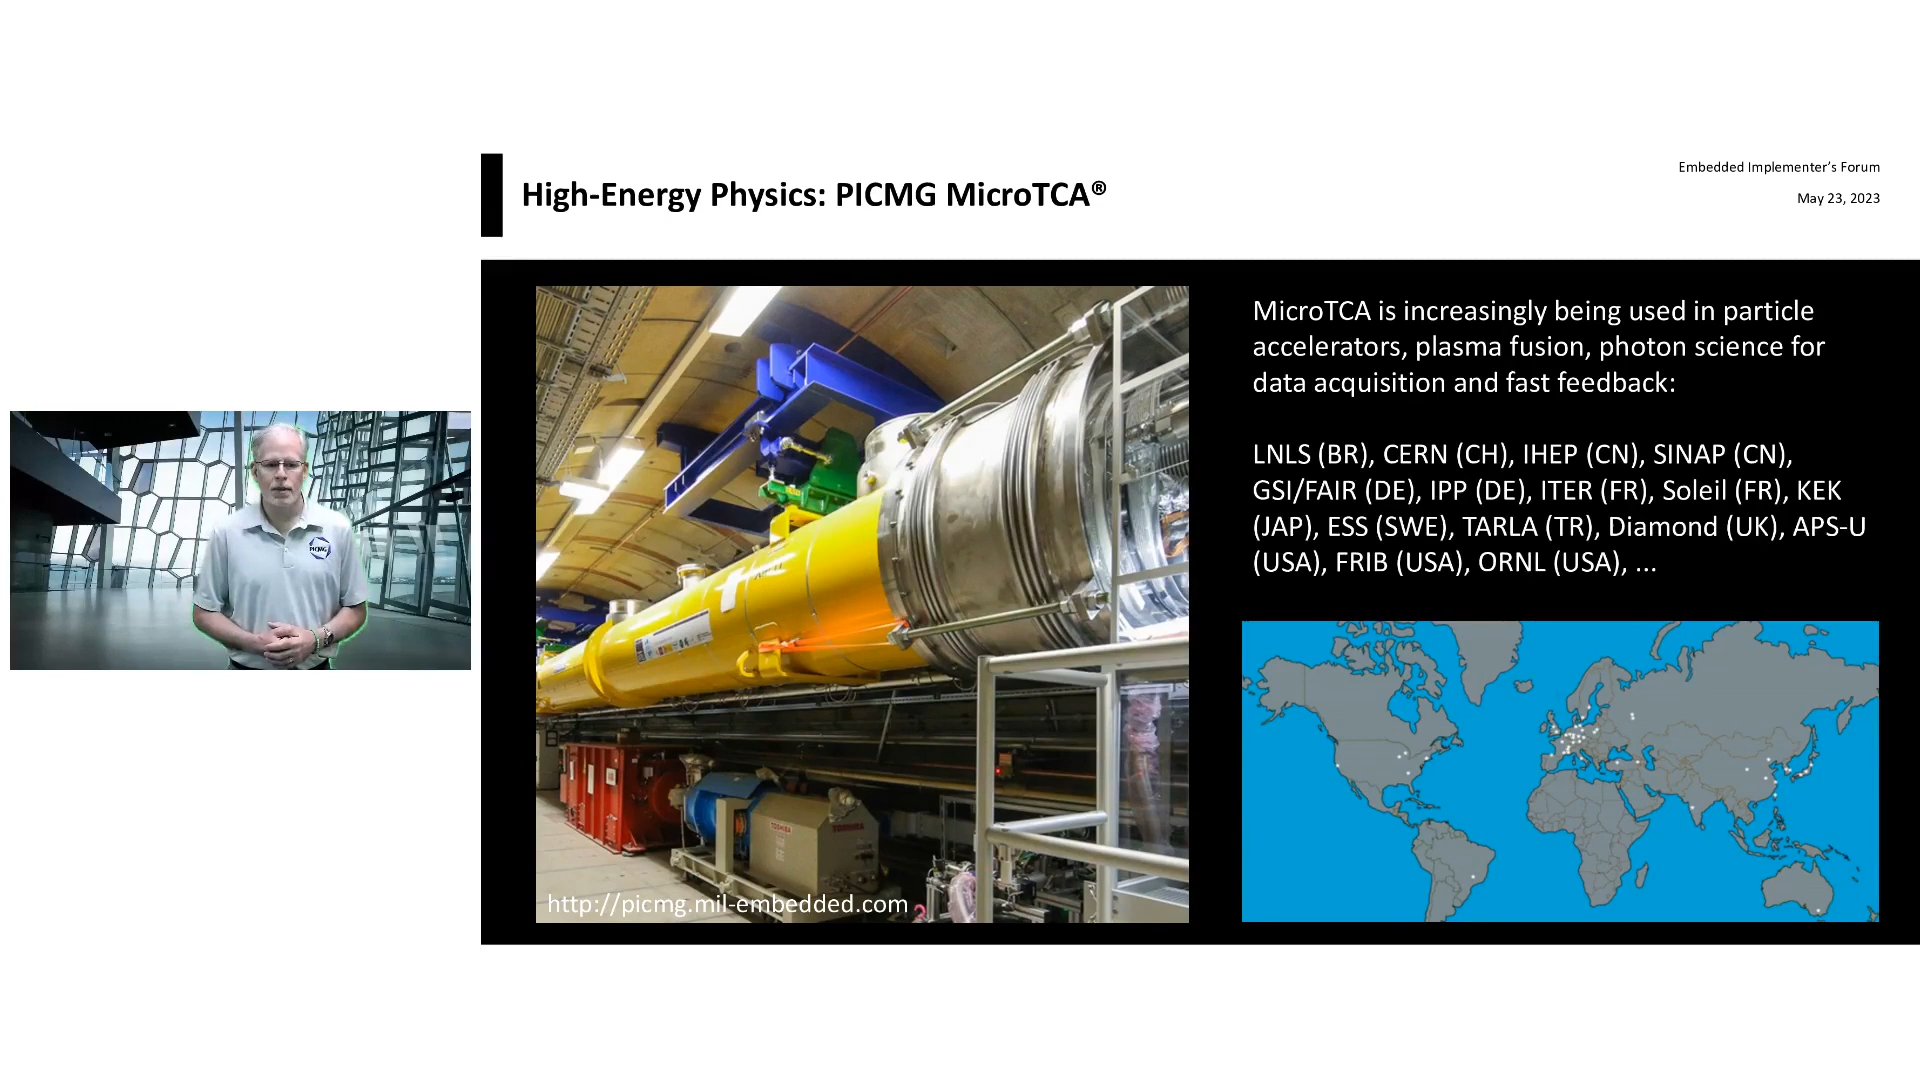 High-Energy Physics: PICMG MicroTCA®
Embedded Implementer’s Forum
May 23, 2023
MicroTCA is increasingly being used in particle
accelerators, plasma fusion, photon science for
data acquisition and fast feedback:
LNLS (BR), CERN (CH), IHEP (CN), SINAP (CN),
GSI/FAIR (DE), IPP (DE), ITER (FR), Soleil (FR), KEK
(JAP), ESS (SWE), TARLA (TR), Diamond (UK), APS-U
(USA), FRIB (USA), ORNL (USA), ...
PICMG
TOSHIBA
TOSHIBA
http://picmg.mil-embedded.com